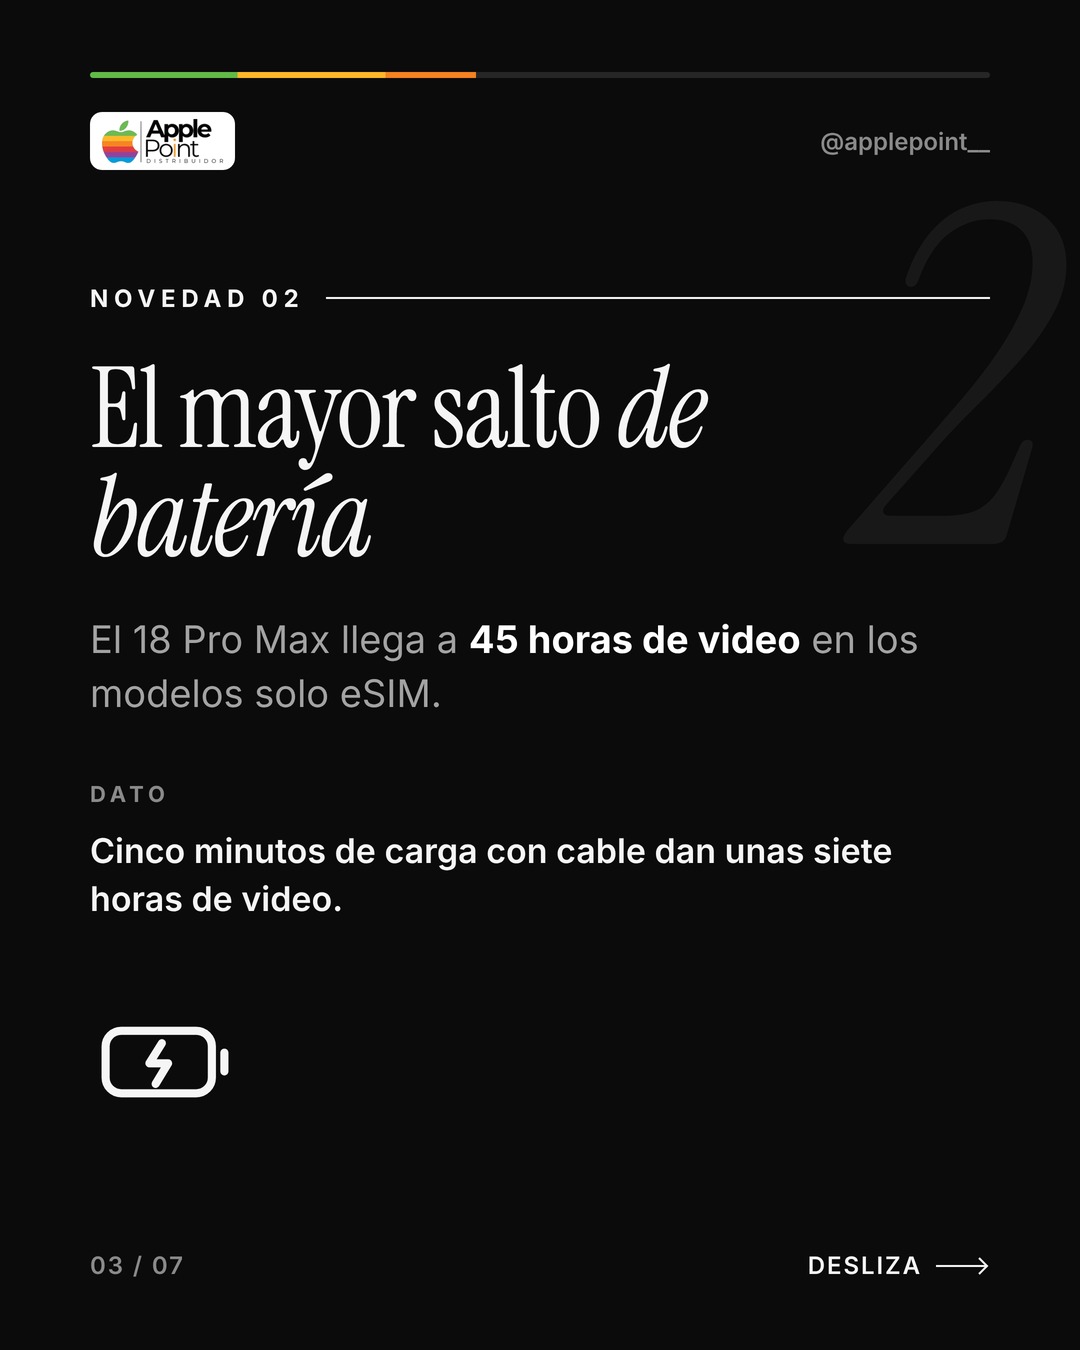 Apple
Point
DISTRIBUIDOR
@applepoint__
2
NOVEDAD 02
El mayor salto de
batería
El 18 Pro Max llega a 45 horas de video en los
modelos solo eSIM.
DATO
Cinco minutos de carga con cable dan unas siete
horas de video.
03 / 07
DESLIZA